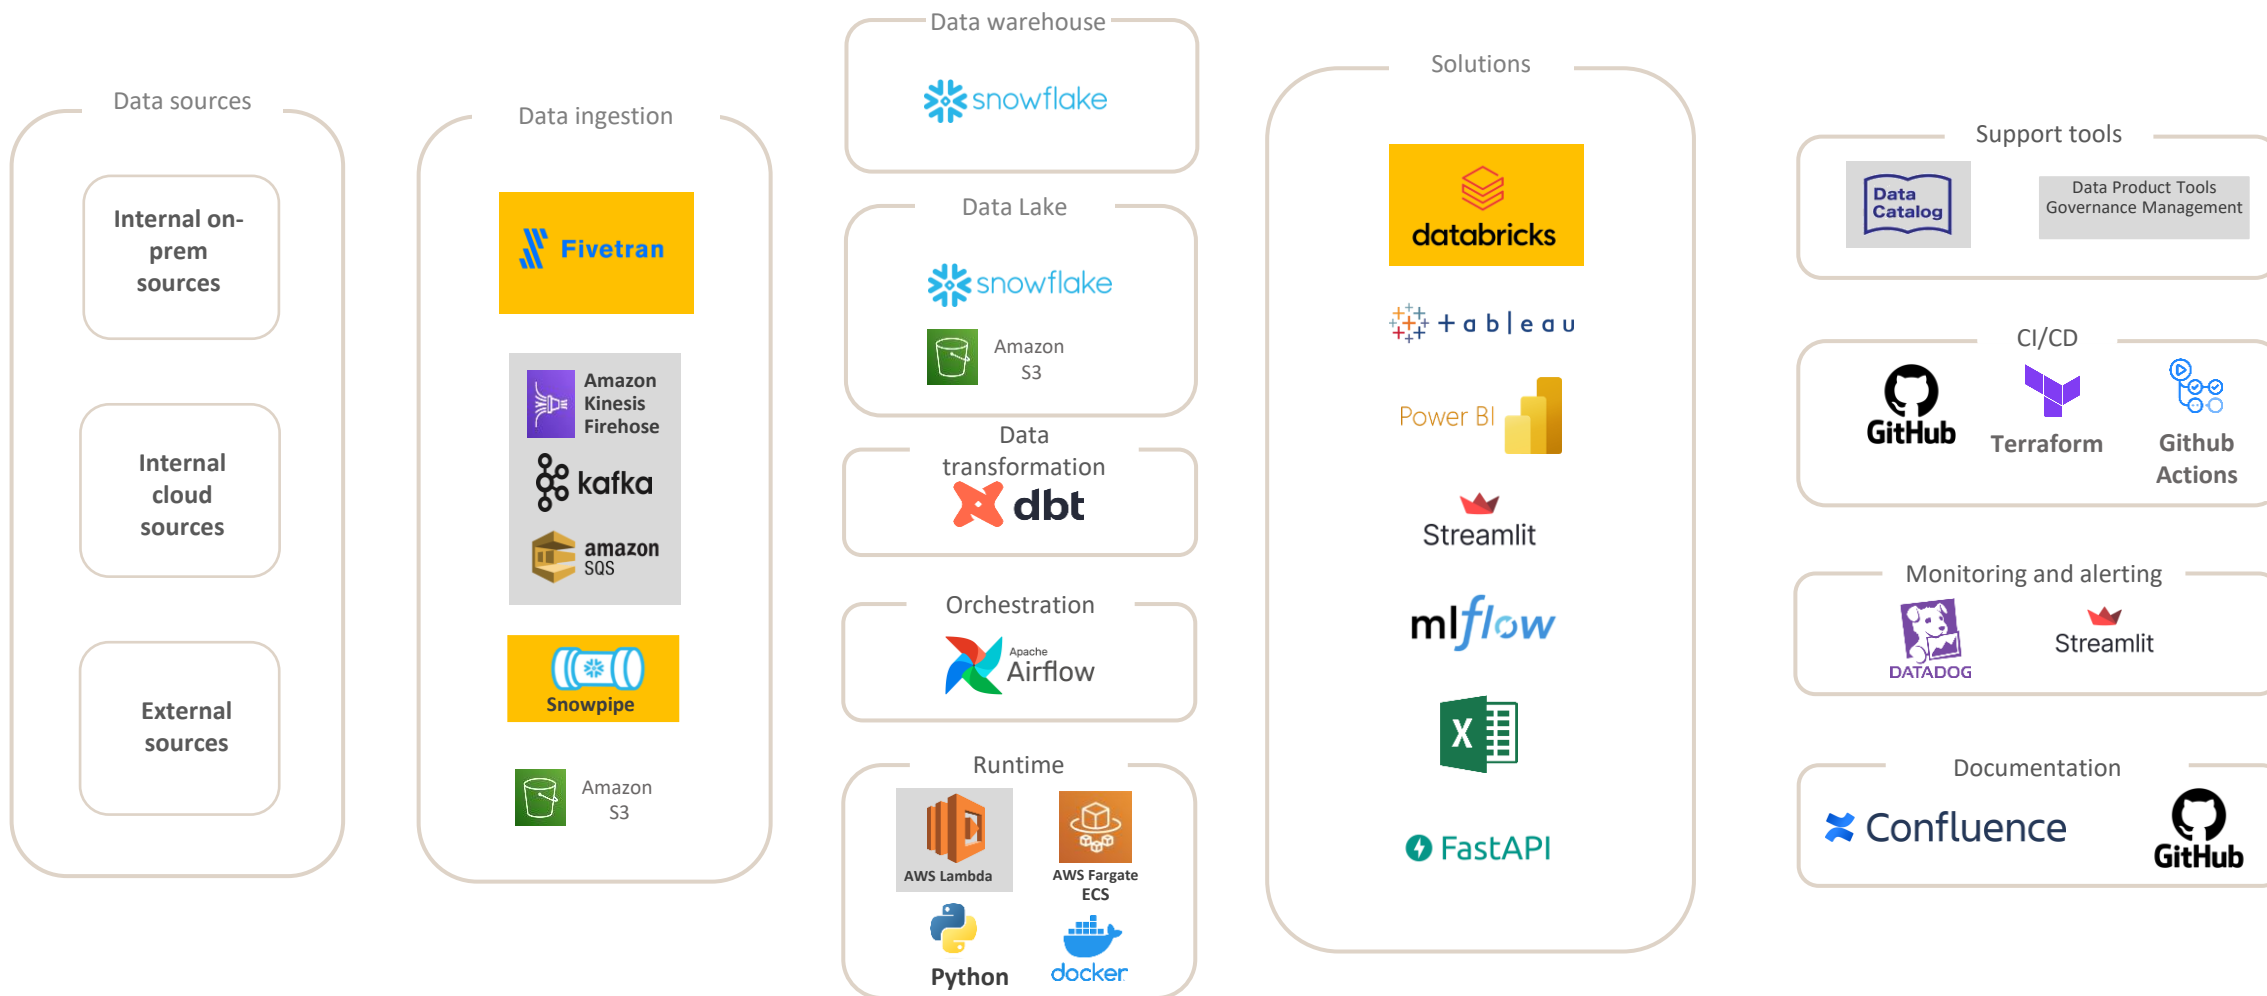 Data sources
Internal on-
prem
sources
Internal
cloud
sources
External
sources
Data ingestion
Fivetran
Amazon
Kinesis
Firehose
kafka
amazon
SQS
Snowpipe
Amazon
S3
Data warehouse
snowflake
Data Lake
snowflake
Amazon
S3
Data
transformation
dbt
Orchestration
Apache
Airflow
Runtime
AWS Lambda
AWS Fargate
ECS
Python
docker
Solutions
databricks
+ableau
Power BI
Streamlit
mlflow
X
FastAPI
Support tools
Data
Catalog
Data Product Tools
Governance Management
CI/CD
GitHub
Terraform
Github
Actions
Monitoring and alerting
DATADOG
Streamlit
Documentation
Confluence
GitHub